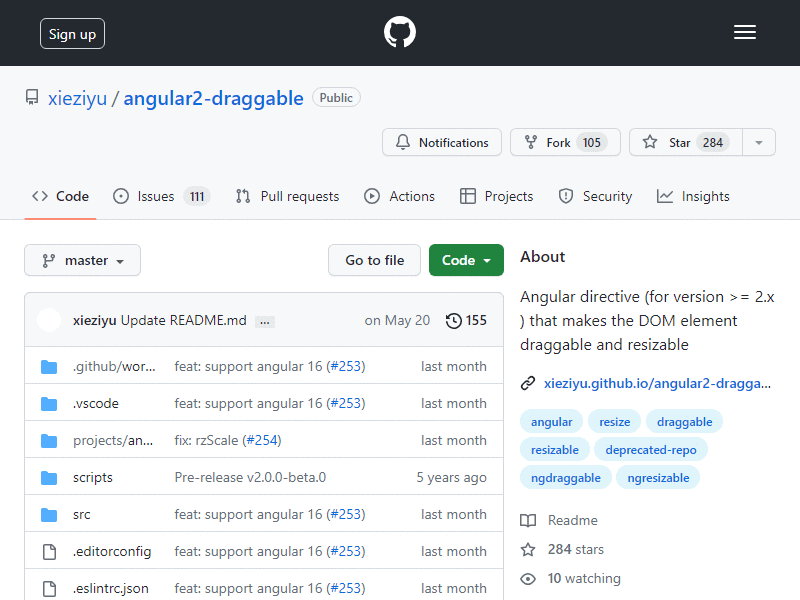 Sign up
xieziyu / angular2-draggable Public
Notifications Fork 105 Star 284
Code Issues 111 Pull requests Actions Projects Security Insights
master Go to file Code
xieziyu Update README.md ... on May 20 155
.github/wor... feat: support angular 16 (#253) last month
.vscode feat: support angular 16 (#253) last month
projects/an... fix: rzScale (#254) last month
scripts Pre-release v2.0.0-beta.0 5 years ago
src feat: support angular 16 (#253) last month
.editorconfig feat: support angular 16 (#253) last month
.eslintrc.json feat: support angular 16 (#253) last month
About
Angular directive (for version >= 2.x
) that makes the DOM element
draggable and resizable
xieziyu.github.io/angular2-dragga...
angular resize draggable
resizable deprecated-repo
ngdraggable ngresizable
Readme
284 stars
10 watching